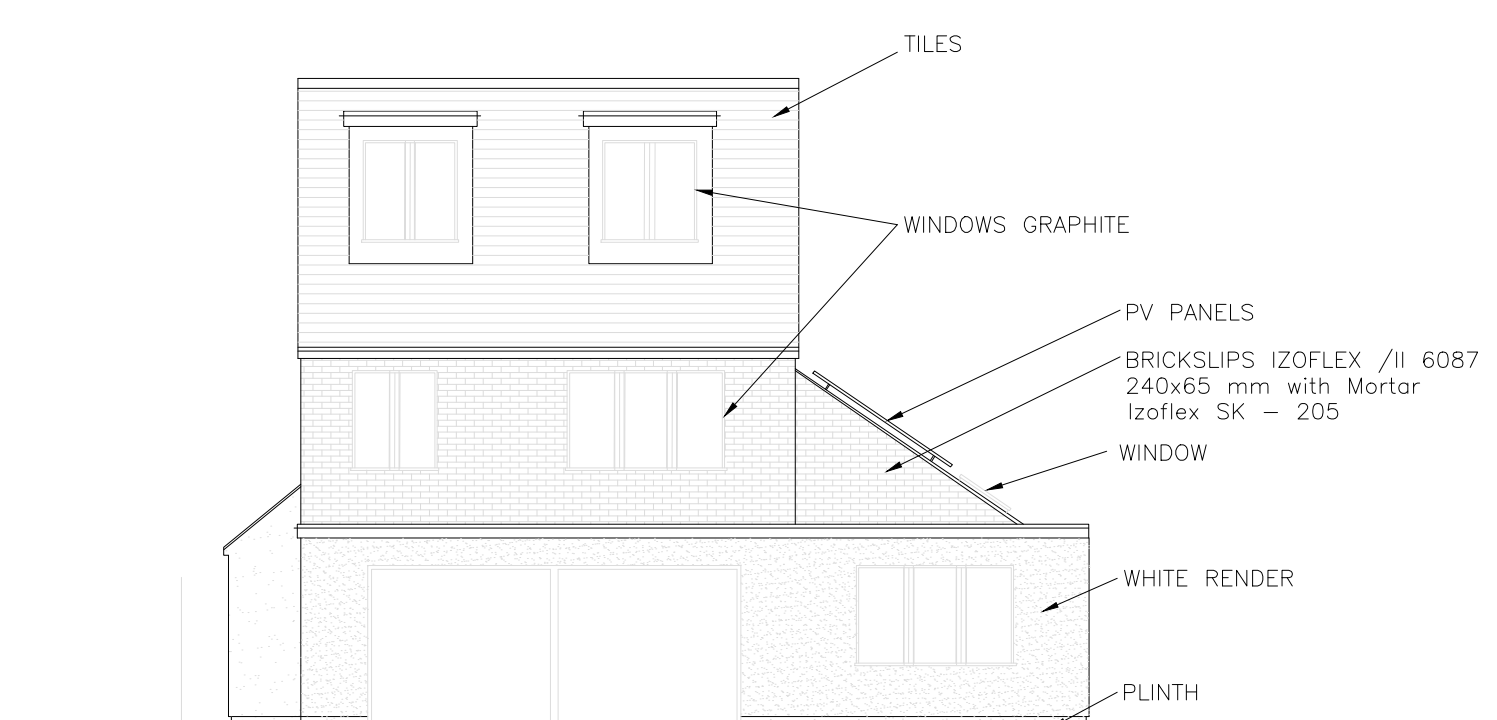 TILES
WINDOWS GRAPHITE
PV PANELS
BRICKSLIPS IZOFLEX /II 6087
240x65 mm with Mortar
Izoflex SK – 205
WINDOW
WHITE RENDER
PLINTH